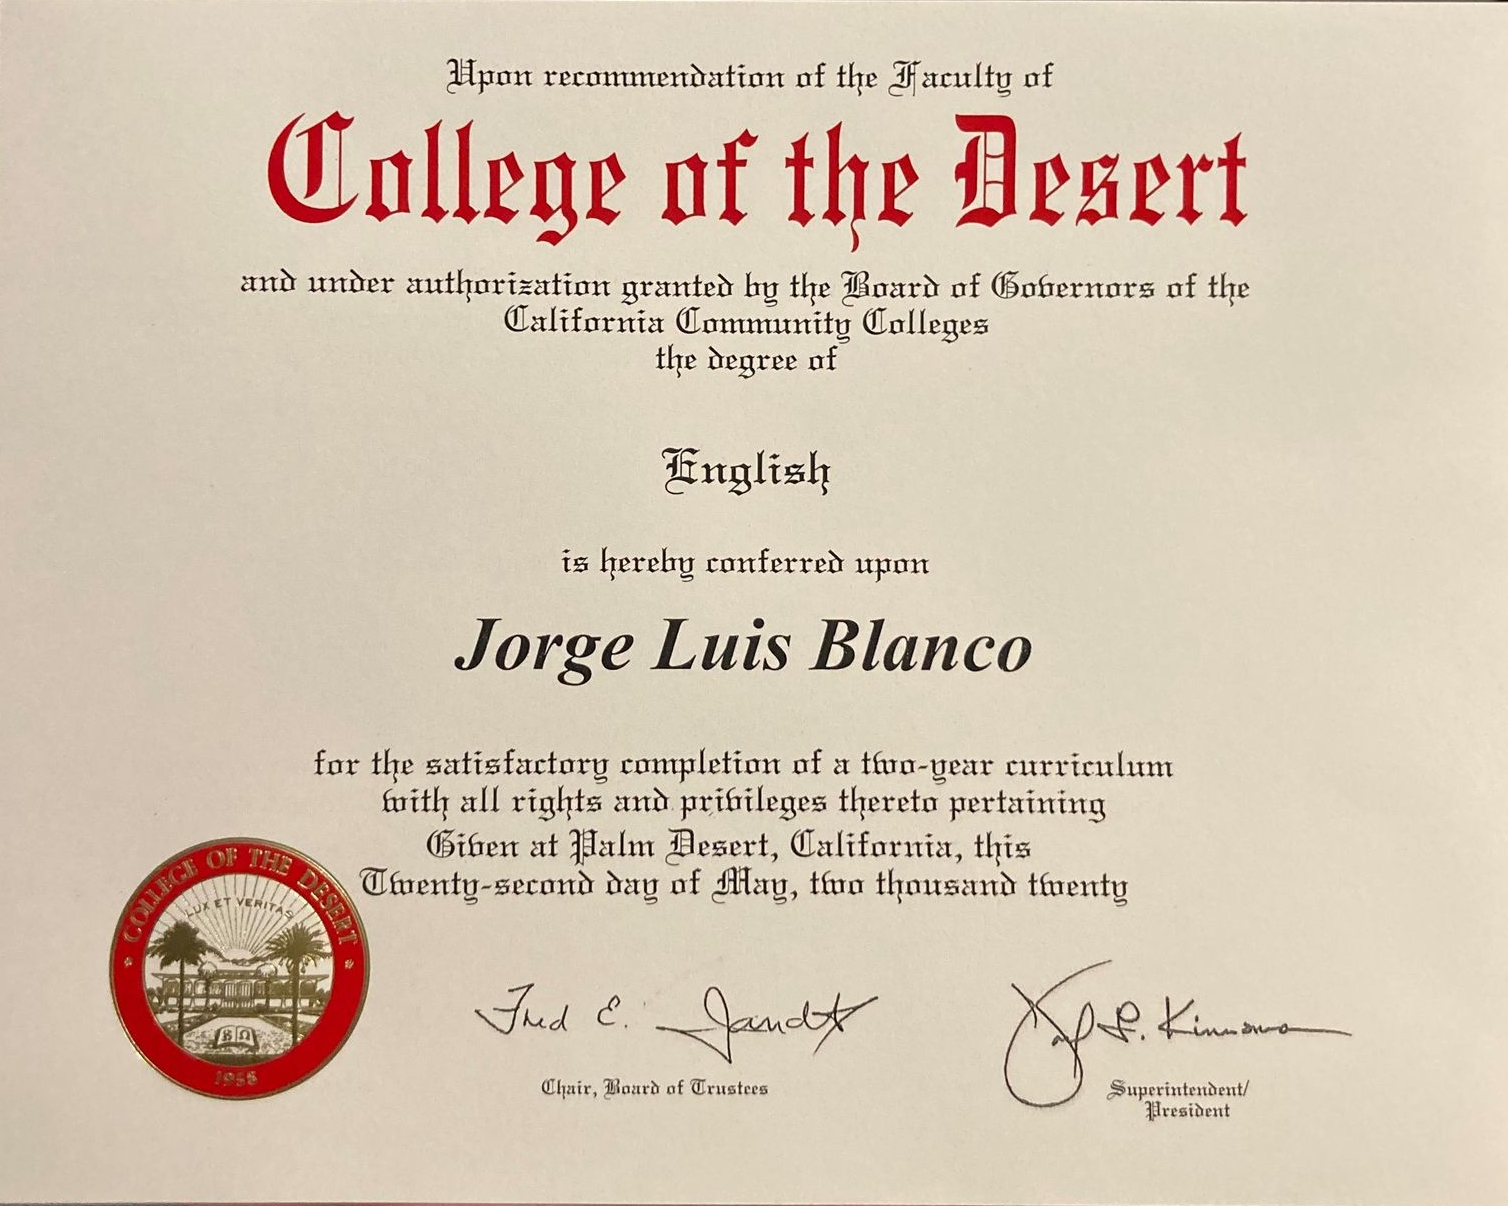 Upon recommendation of the Faculty of
College of the Desert
and under authorization granted by the Board of Governors of the
California Community Colleges
the degree of
English
is hereby conferred upon
Jorge Luis Blanco
for the satisfactory completion of a two-year curriculum
with all rights and privileges thereto pertaining
Given at Palm Desert, California, this
Twenty-second day of May, two thousand twenty
COLLEGE OF THE DESERT
LUX ET VERITAS
1958
Fred E. Jandt
Chair, Board of Trustees
L. Kinnamon
Superintendent/
President